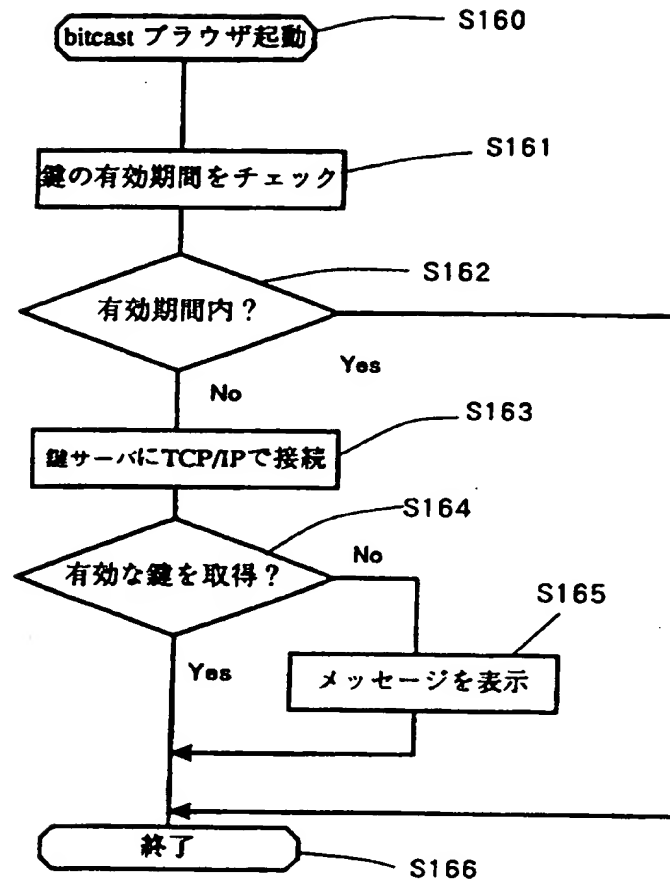 bitcast ブラウザ起動
S160
鍵の有効期間をチェック
S161
有効期間内？
S162
Yes
No
鍵サーバにTCP/IPで接続
S163
有効な鍵を取得？
S164
No
S165
Yes
メッセージを表示
終了
S166